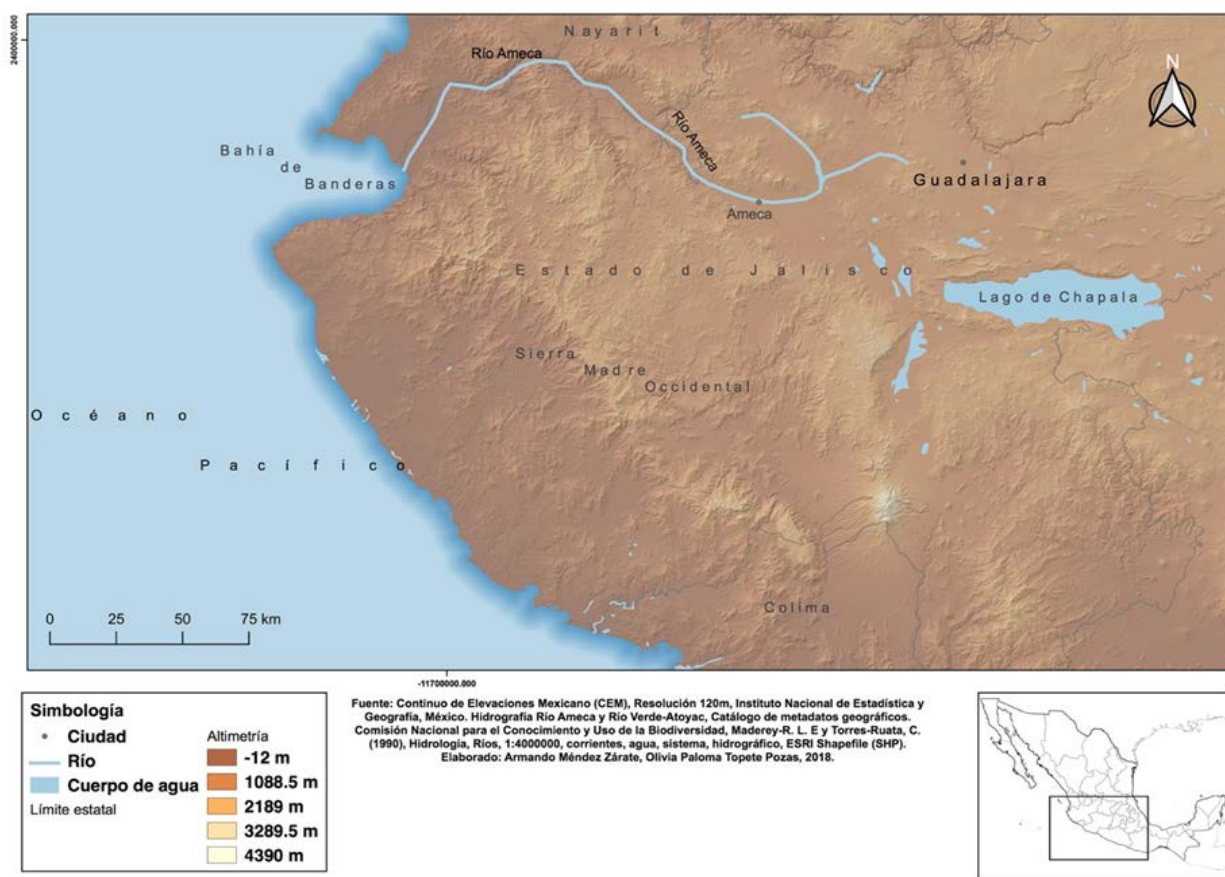 2400000.000
Nayarit
Río Ameca
N
Río Ameca
Bahía
de
Banderas
Guadalajara
Ameca
Estado de Jalisco
Lago de Chapala
Sierra
Madre
Occidental
Océano
Pacífico
Colima
0 25 50 75 km
-11700000.000
Simbología
Ciudad
Río
Cuerpo de agua
Límite estatal
Altimetría
-12 m
1088.5 m
2189 m
3289.5 m
4390 m
Fuente: Continuo de Elevaciones Mexicano (CEM), Resolución 120m, Instituto Nacional de Estadística y
Geografía, México. Hidrografía Río Ameca y Río Verde-Atoyac, Catálogo de metadatos geográficos.
Comisión Nacional para el Conocimiento y Uso de la Biodiversidad, Maderey-R. L. E y Torres-Ruata, C.
(1990), Hidrología, Ríos, 1:4000000, corrientes, agua, sistema, hidrográfico, ESRI Shapefile (SHP).
Elaborado: Armando Méndez Zárate, Olivia Paloma Topete Pozas, 2018.